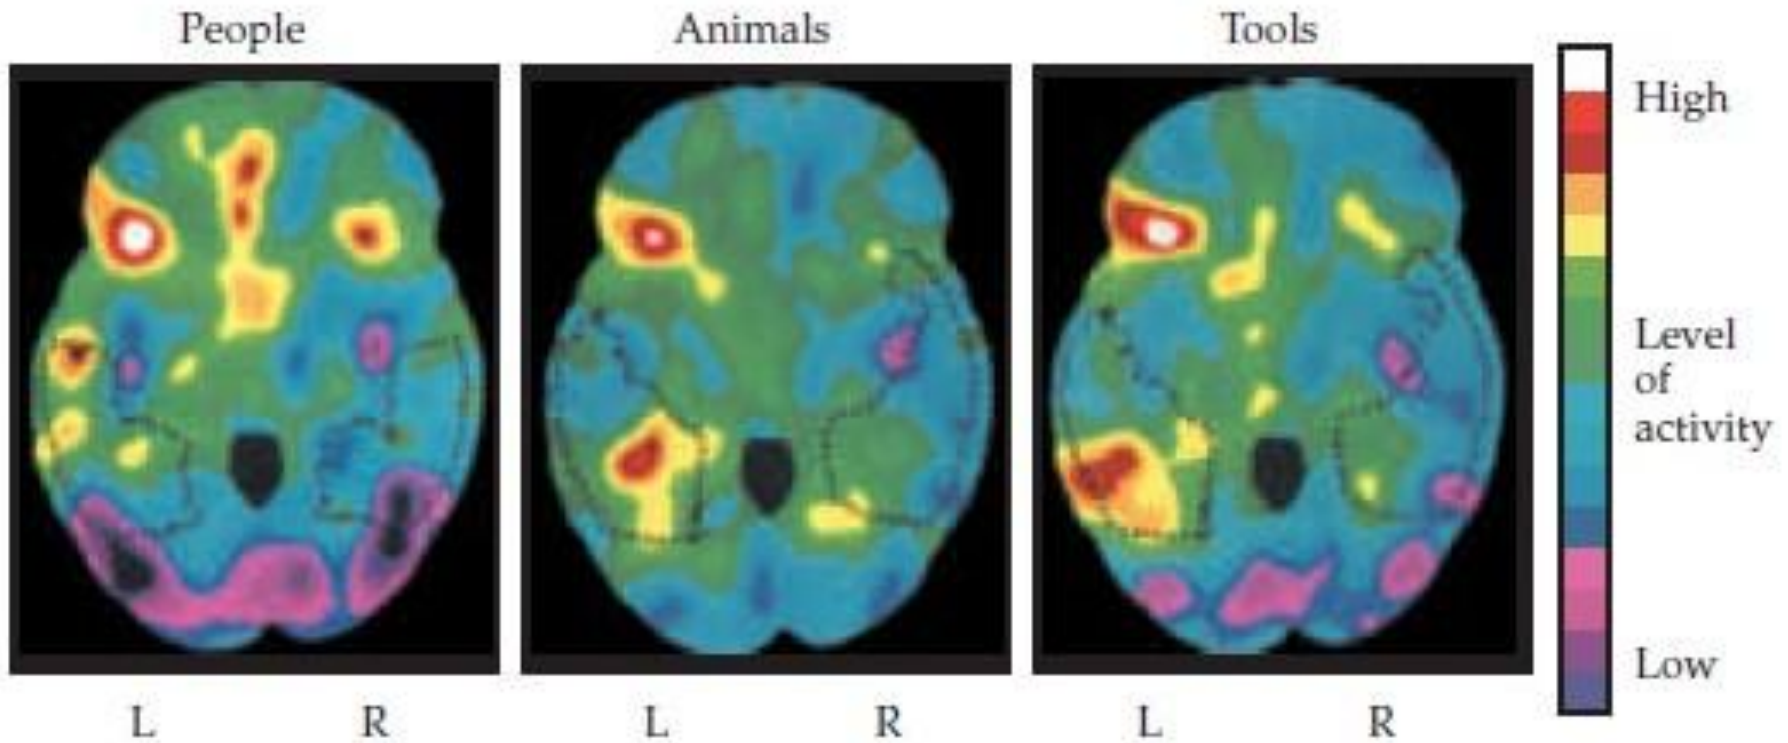 People
Animals
Tools
High
Level
of
activity
Low
L
R
L
R
L
R